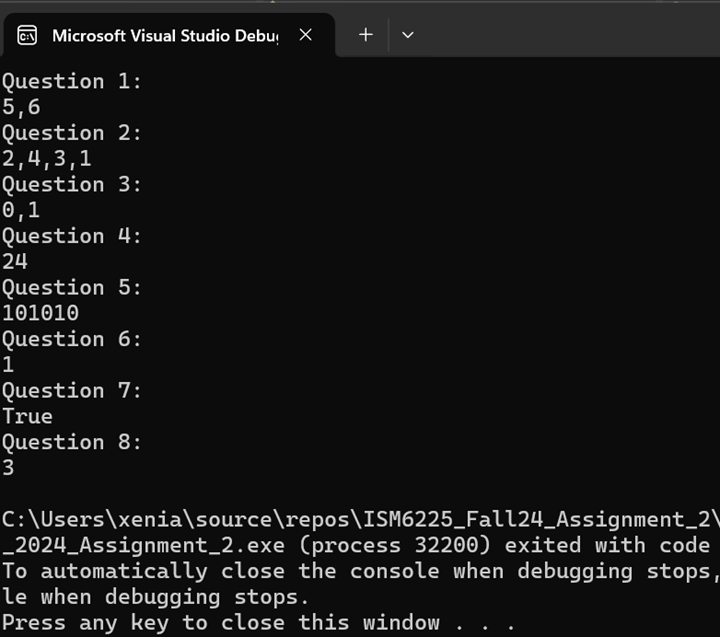 Microsoft Visual Studio Debu
Question 1:
5,6
Question 2:
2,4,3,1
Question 3:
0,1
Question 4:
24
Question 5:
101010
Question 6:
1
Question 7:
True
Question 8:
3
C:\Users\xenia\source\repos\ISM6225_Fall24_Assignment_2\
_2024_Assignment_2.exe (process 32200) exited with code
To automatically close the console when debugging stops,
le when debugging stops.
Press any key to close this window . . .